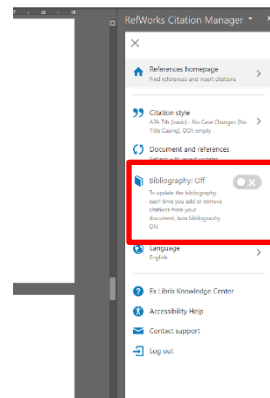 RefWorks Citation Manager
References homepage
Find references and insert citations
Citation style
APA 7th (basic) - No Case Changes (No
Title Casing), DOI: empty
Document and references
Refresh with recent updates
Bibliography: Off
To update the bibliography
each time you add or remove
citations from your
document, turn bibliography
ON.
Language
English
Ex Libris Knowledge Center
Accessibility Help
Contact support
Log out